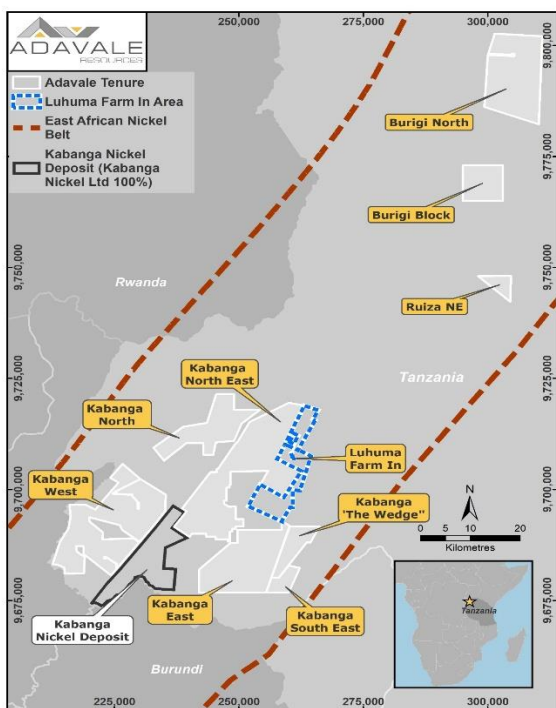 ADAVALE
RESOURCES
Adavale Tenure
Luhuma Farm In Area
East African Nickel
Belt
Kabanga Nickel
Deposit (Kabanga
Nickel Ltd 100%)
250,000
275,000
300,000
9,800,000
Burigi North
9,775,000
Burigi Block
9,750,000
9,750,000
Rwanda
Ruiza NE
9,725,000
9,725,000
Tanzania
Kabanga
North East
Kabanga
North
Luhuma
Farm In
Kabanga
West
9,700,000
9,700,000
Kabanga
'The Wedge"
N
0 5 10 20
Kilometres
9,675,000
9,675,000
Kabanga
Nickel Deposit
Kabanga
East
Kabanga
South East
Tanzania
Burundi
225,000
250,000
275,000
300,000